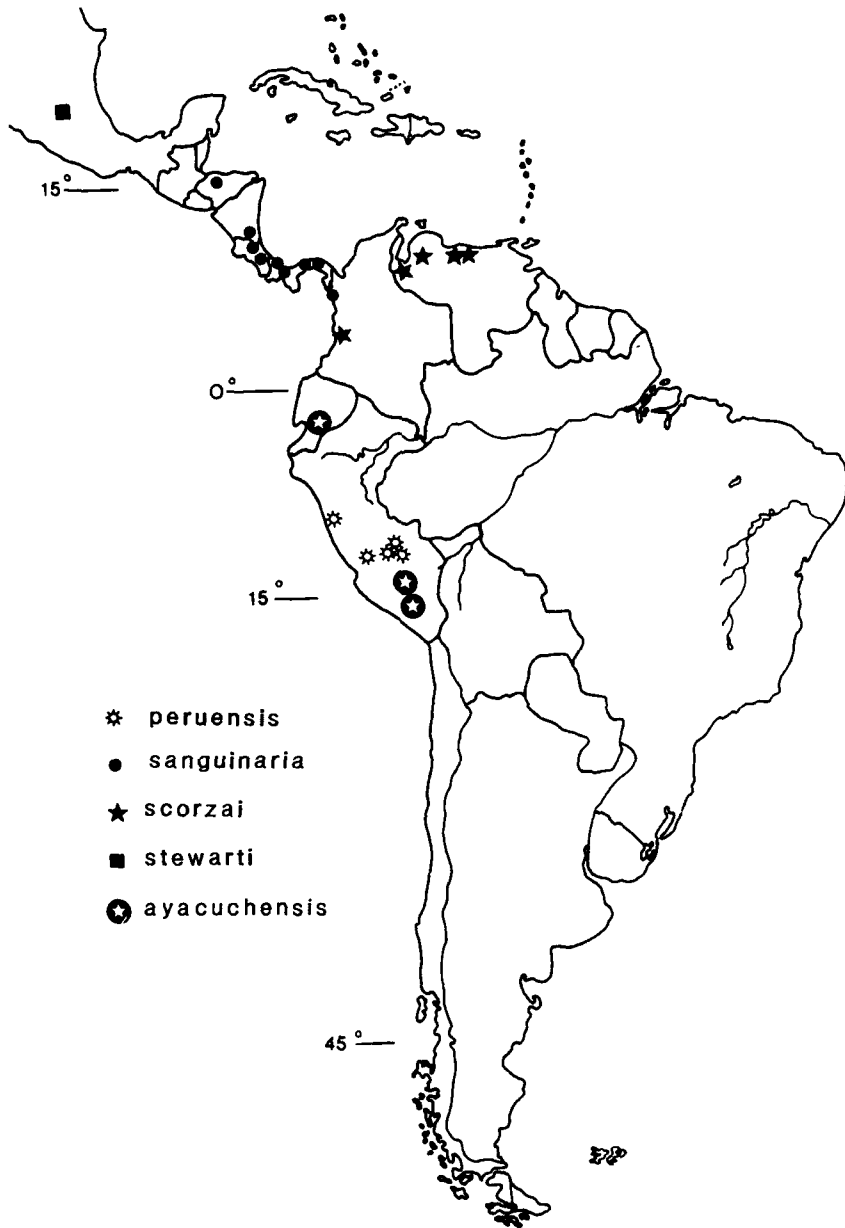 15°
0°
15°
peruensis
sanguinaria
scorzai
stewarti
ayacuchensis
45°